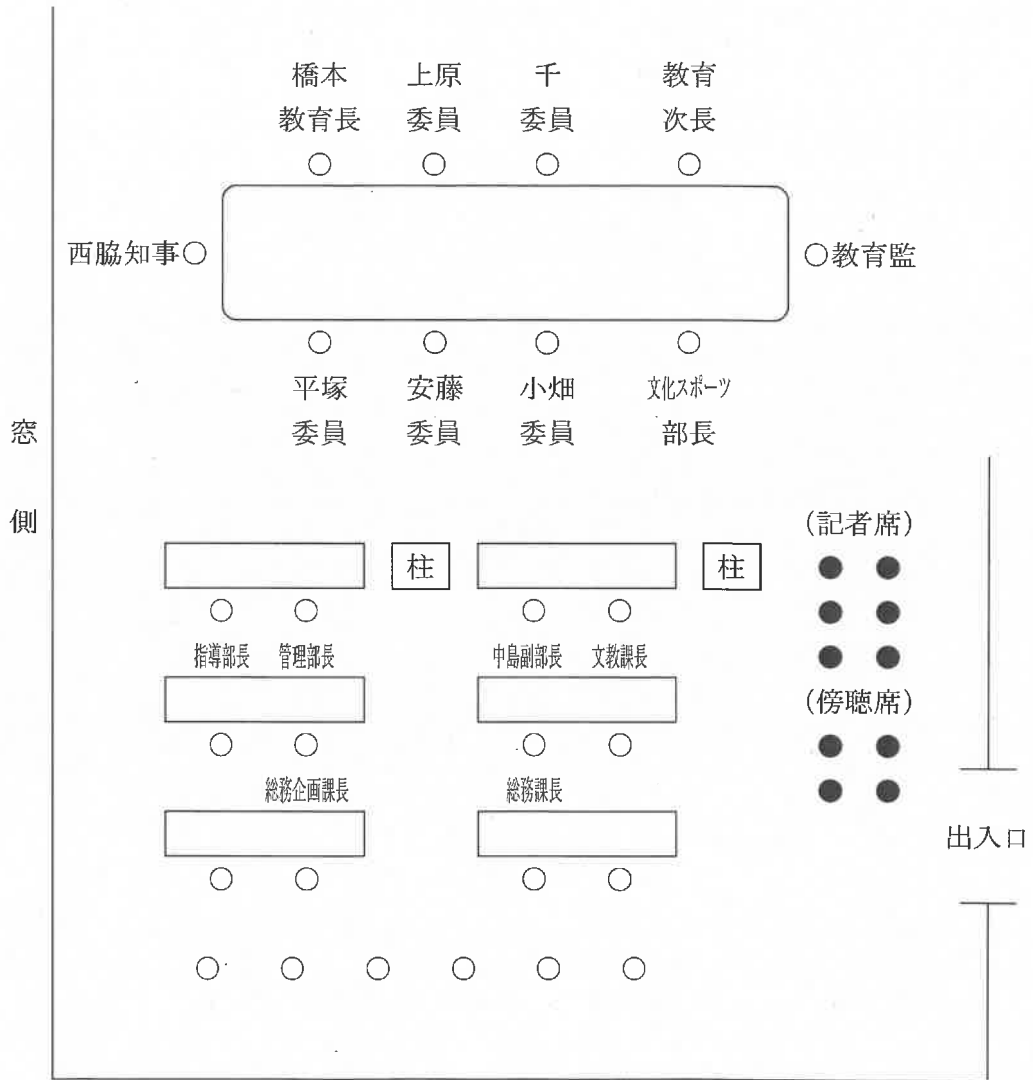 橋本 上原 千 教育
教育長 委員 委員 次長
西脇知事 教育監
平塚 安藤 小畑 文化スポーツ
委員 委員 委員 部長
窓側
(記者席)
柱 柱
指導部長 管理部長 中島副部長 文教課長
(傍聴席)
総務企画課長 総務課長
出入口